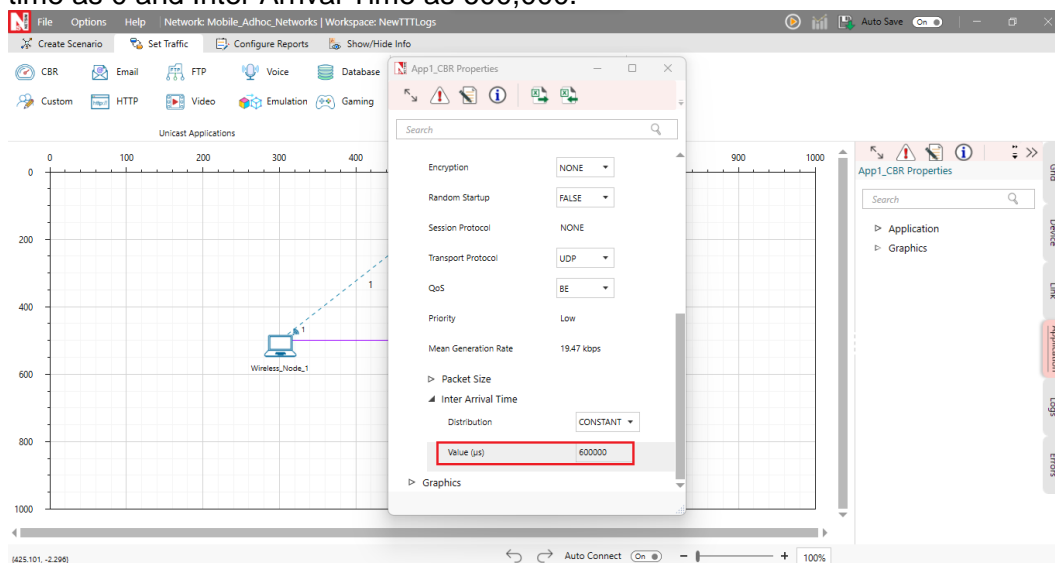 time as 0 and Inter Arrival Time as 600,000.
File Options Help Network: Mobile_Adhoc_Networks | Workspace: NewTTTLogs Auto Save On
Create Scenario Set Traffic Configure Reports Show/Hide Info
CBR Email FTP Voice Database
Custom HTTP Video Emulation Gaming
Unicast Applications
App1_CBR Properties
Search
Encryption NONE
Random Startup FALSE
Session Protocol NONE
Transport Protocol UDP
QoS BE
Priority Low
Mean Generation Rate 19.47 kbps
Packet Size
Inter Arrival Time
Distribution CONSTANT
Value (µs) 600000
Graphics
0 100 200 300 400 900 1000
0
200
400
600
800
1000
1
1
Wireless_Node_1
App1_CBR Properties
Search
Application
Graphics
Grid
Device
Link
Application
Logs
Errors
(425.101, -2.296) Auto Connect On 100%